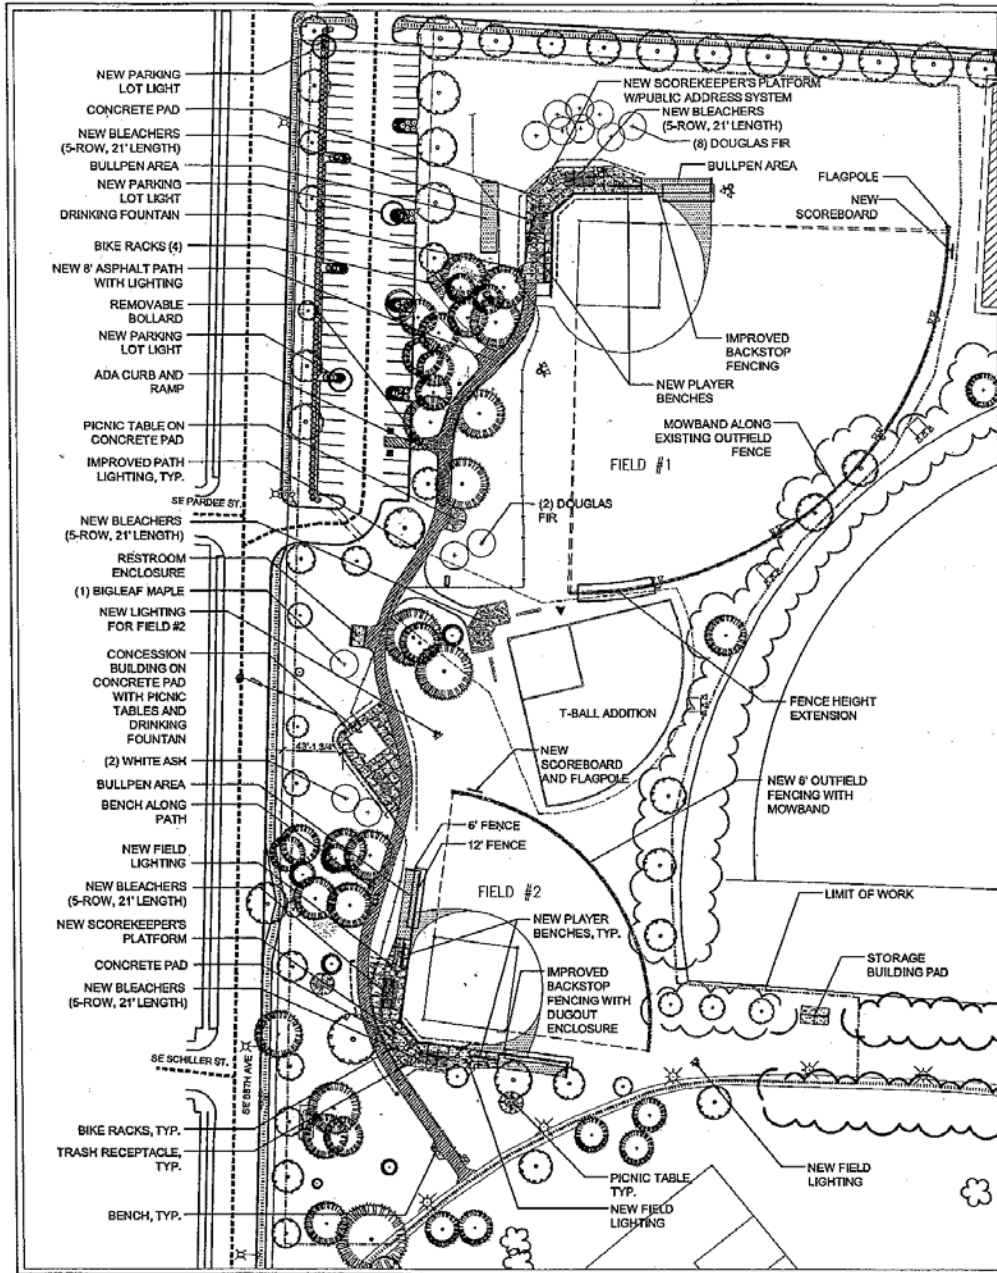 NEW PARKING
LOT LIGHT
CONCRETE PAD
NEW BLEACHERS
(5-ROW, 21' LENGTH)
BULLPEN AREA
NEW PARKING
LOT LIGHT
DRINKING FOUNTAIN
BIKE RACKS (4)
NEW 8' ASPHALT PATH
WITH LIGHTING
REMOVABLE
BOLLARD
NEW PARKING
LOT LIGHT
ADA CURB AND
RAMP
PICNIC TABLE ON
CONCRETE PAD
IMPROVED PATH
LIGHTING, TYP.
SE PARDEE ST.
NEW BLEACHERS
(5-ROW, 21' LENGTH)
RESTROOM
ENCLOSURE
(1) BIGLEAF MAPLE
NEW LIGHTING
FOR FIELD #2
CONCESSION
BUILDING ON
CONCRETE PAD
WITH PICNIC
TABLES AND
DRINKING
FOUNTAIN
43'-1 3/4"
(2) WHITE ASH
BULLPEN AREA
BENCH ALONG
PATH
NEW FIELD
LIGHTING
NEW BLEACHERS
(5-ROW, 21' LENGTH)
NEW SCOREKEEPER'S
PLATFORM
CONCRETE PAD
NEW BLEACHERS
(5-ROW, 21' LENGTH)
SE SCHILLER ST.
SE 88TH AVE
BIKE RACKS, TYP.
TRASH RECEPTACLE,
TYP.
BENCH, TYP.
NEW SCOREKEEPER'S PLATFORM
W/PUBLIC ADDRESS SYSTEM
NEW BLEACHERS
(5-ROW, 21' LENGTH)
(8) DOUGLAS FIR
BULLPEN AREA
FLAGPOLE
NEW
SCOREBOARD
IMPROVED
BACKSTOP
FENCING
NEW PLAYER
BENCHES
MOWBAND ALONG
EXISTING OUTFIELD
FENCE
FIELD #1
(2) DOUGLAS
FIR
T-BALL ADDITION
FENCE HEIGHT
EXTENSION
NEW
SCOREBOARD
AND FLAGPOLE
NEW 6' OUTFIELD
FENCING WITH
MOWBAND
6' FENCE
12' FENCE
FIELD #2
NEW PLAYER
BENCHES, TYP.
LIMIT OF WORK
STORAGE
BUILDING PAD
IMPROVED
BACKSTOP
FENCING WITH
DUGOUT
ENCLOSURE
PICNIC TABLE,
TYP.
NEW FIELD
LIGHTING
NEW FIELD
LIGHTING